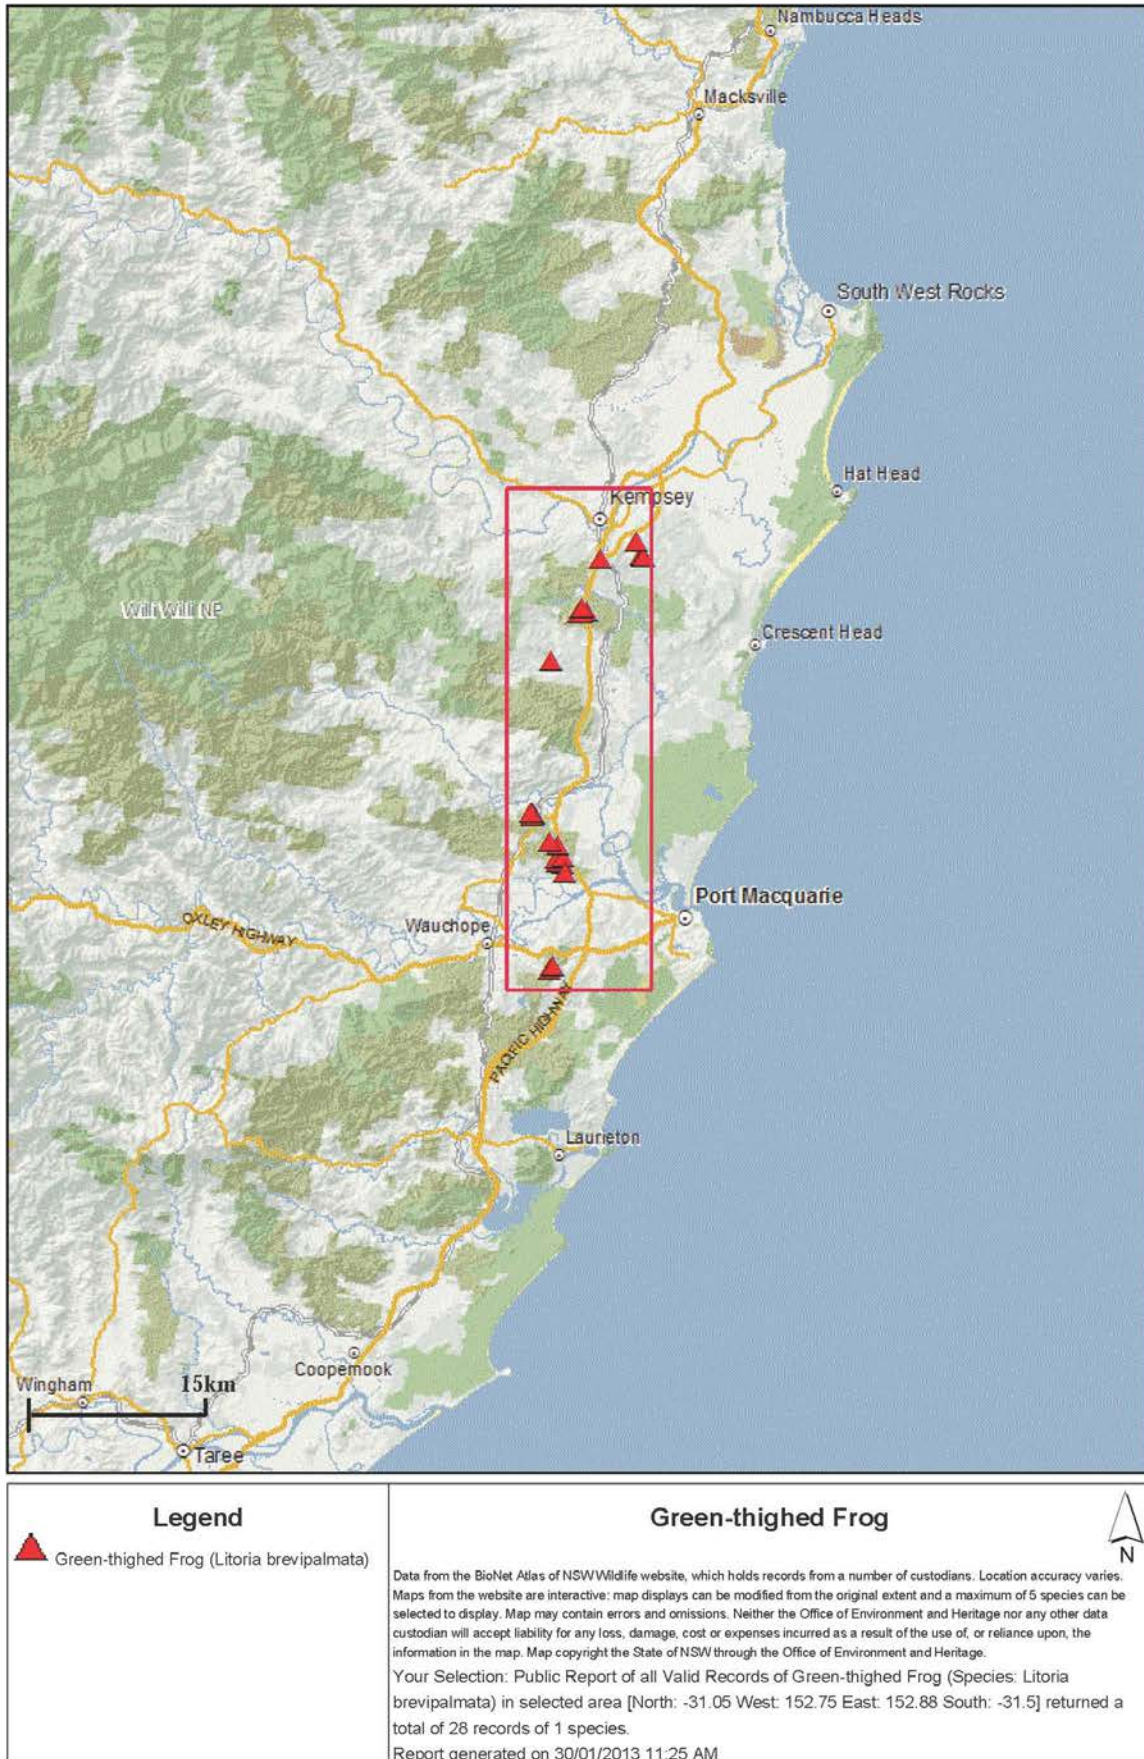 Nambucca Heads
Macksville
South West Rocks
Hat Head
Kempsey
Willi Willi NP
Crescent Head
Port Macquarie
OXLEY HIGHWAY
Wauchope
PACIFIC HIGHWAY
Laurieton
Coopernook
Wingham
15km
Taree
Legend
Green-thighed Frog (Litoria brevipalmata)
Green-thighed Frog
N
Data from the BioNet Atlas of NSW Wildlife website, which holds records from a number of custodians. Location accuracy varies.
Maps from the website are interactive: map displays can be modified from the original extent and a maximum of 5 species can be
selected to display. Map may contain errors and omissions. Neither the Office of Environment and Heritage nor any other data
custodian will accept liability for any loss, damage, cost or expenses incurred as a result of the use of, or reliance upon, the
information in the map. Map copyright the State of NSW through the Office of Environment and Heritage.
Your Selection: Public Report of all Valid Records of Green-thighed Frog (Species: Litoria
brevipalmata) in selected area [North: -31.05 West: 152.75 East: 152.88 South: -31.5] returned a
total of 28 records of 1 species.
Report generated on 30/01/2013 11:25 AM